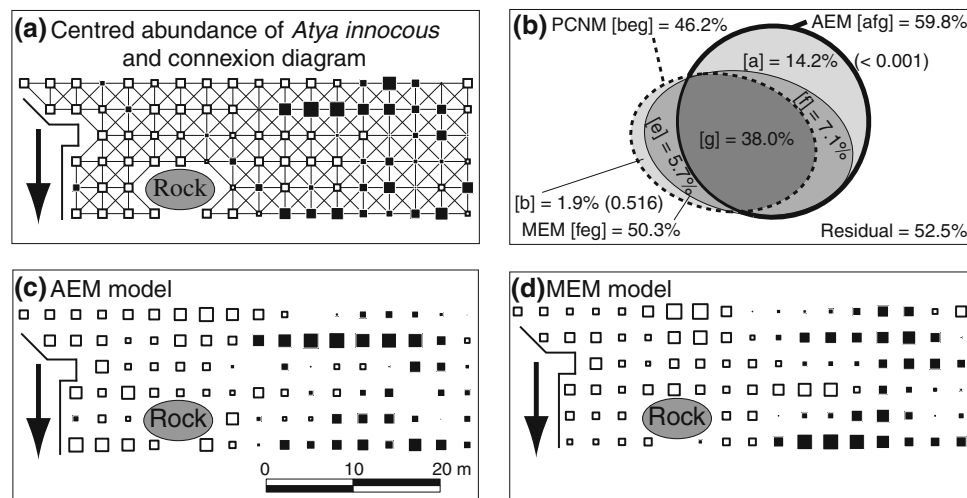 (a) Centred abundance of Atya innocous
and connexion diagram
Rock
(b) PCNM [beg] = 46.2% AEM [afg] = 59.8%
[a] = 14.2% (< 0.001)
[f] = 7.1%
[g] = 38.0%
[e] = 5.7%
[b] = 1.9% (0.516)
MEM [feg] = 50.3% Residual = 52.5%
(c) AEM model
Rock
0 10 20 m
(d) MEM model
Rock